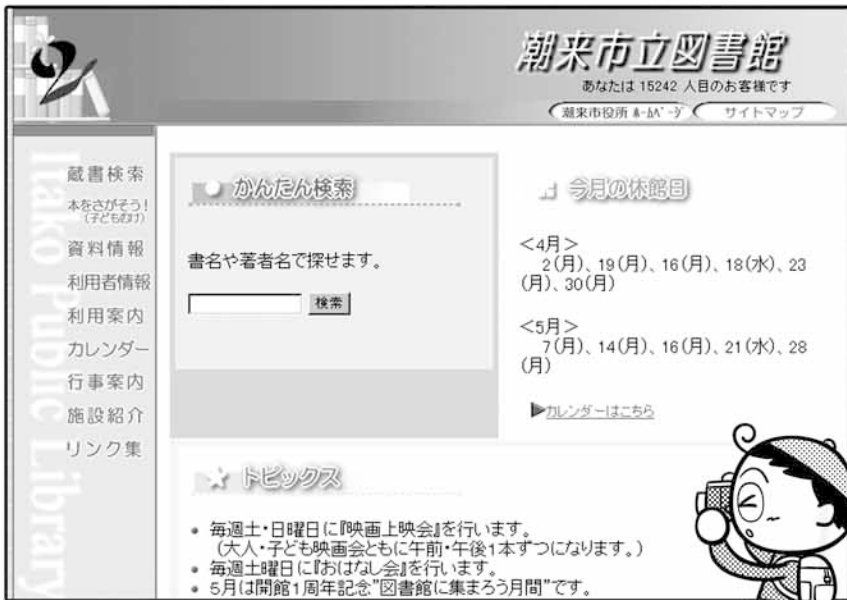 潮来市立図書館
あなたは 15242 人目のお客様です
潮来市役所 ﾎｰﾑﾍﾟｰｼﾞ
サイトマップ
Itako Public Library
蔵書検索
本をさがそう!
(子どもむけ)
資料情報
利用者情報
利用案内
カレンダー
行事案内
施設紹介
リンク集
かんたん検索
書名や著者名で探せます。
検索
今月の休館日
<4月>
2(月)、19(月)、16(月)、18(水)、23
(月)、30(月)
<5月>
7(月)、14(月)、16(月)、21(水)、28
(月)
▶カレンダーはこちら
トピックス
• 毎週土・日曜日に『映画上映会』を行います。
(大人・子ども映画会ともに午前・午後1本ずつになります。)
• 毎週土曜日に『おはなし会』を行います。
• 5月は開館1周年記念"図書館に集まろう月間"です。